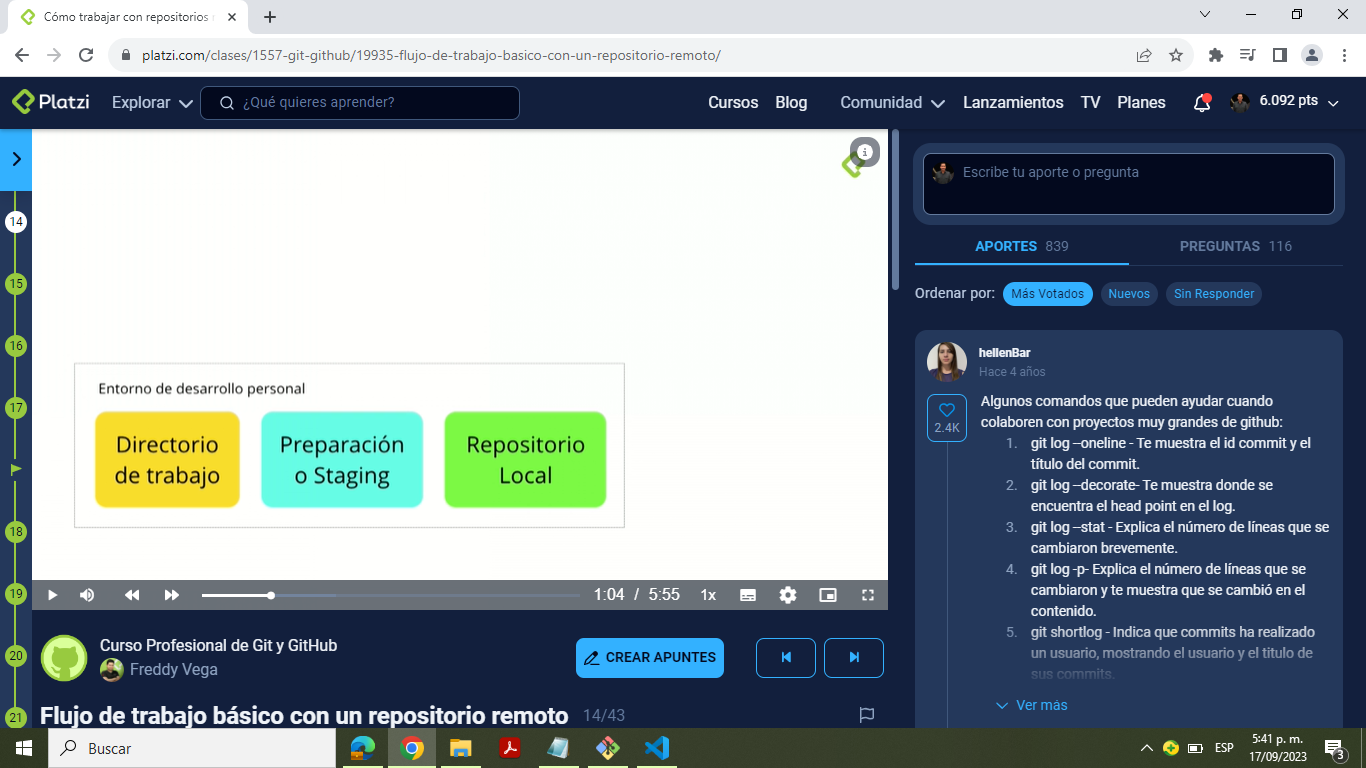 Cómo trabajar con repositorios r
platzi.com/clases/1557-git-github/19935-flujo-de-trabajo-basico-con-un-repositorio-remoto/
Platzi
Explorar
¿Qué quieres aprender?
Cursos
Blog
Comunidad
Lanzamientos
TV
Planes
6.092 pts
14
15
16
17
18
19
20
21
Entorno de desarrollo personal
Directorio
de trabajo
Preparación
o Staging
Repositorio
Local
1:04 / 5:55
1x
Curso Profesional de Git y GitHub
Freddy Vega
CREAR APUNTES
Flujo de trabajo básico con un repositorio remoto 14/43
Escribe tu aporte o pregunta
APORTES 839
PREGUNTAS 116
Ordenar por:
Más Votados
Nuevos
Sin Responder
hellenBar
Hace 4 años
2.4K
Algunos comandos que pueden ayudar cuando
colaboren con proyectos muy grandes de github:
1. git log –oneline - Te muestra el id commit y el
título del commit.
2. git log –decorate- Te muestra donde se
encuentra el head point en el log.
3. git log –stat - Explica el número de líneas que se
cambiaron brevemente.
4. git log -p- Explica el número de líneas que se
cambiaron y te muestra que se cambió en el
contenido.
5. git shortlog - Indica que commits ha realizado
un usuario, mostrando el usuario y el titulo de
sus commits.
Ver más
Buscar
ESP
5:41 p. m.
17/09/2023
3